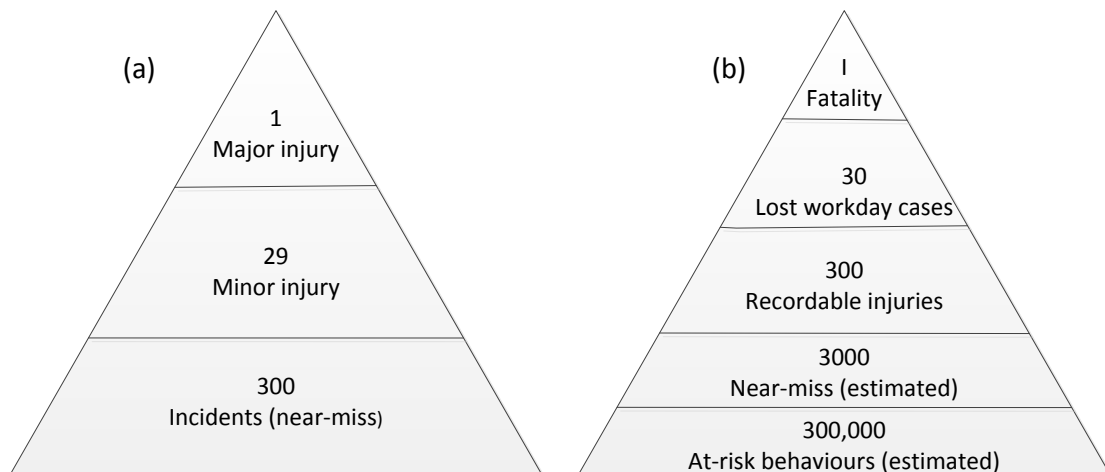 (a)
1
Major injury
29
Minor injury
300
Incidents (near-miss)
(b)
I
Fatality
30
Lost workday cases
300
Recordable injuries
3000
Near-miss (estimated)
300,000
At-risk behaviours (estimated)